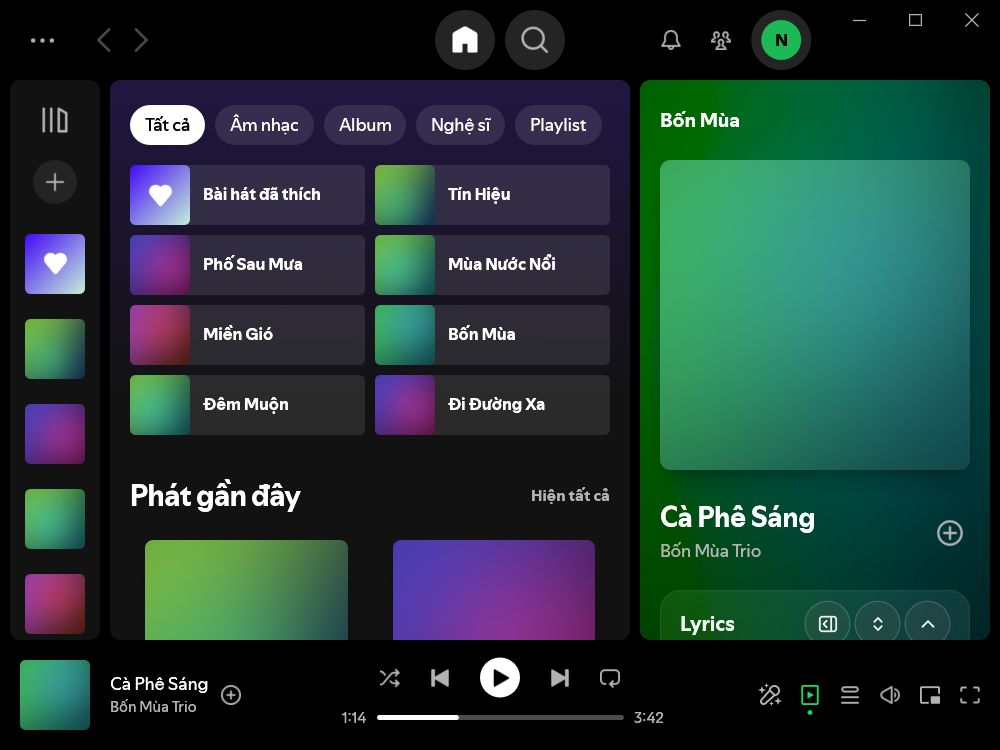 N
Tất cả
Âm nhạc
Album
Nghệ sĩ
Playlist
Bài hát đã thích
Tín Hiệu
Phố Sau Mưa
Mùa Nước Nổi
Miền Gió
Bốn Mùa
Đêm Muộn
Đi Đường Xa
Phát gần đây
Hiện tất cả
Bốn Mùa
Cà Phê Sáng
Bốn Mùa Trio
Lyrics
Cà Phê Sáng
Bốn Mùa Trio
1:14
3:42